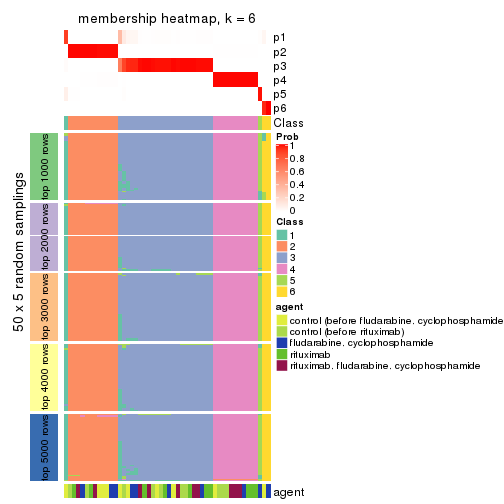 membership heatmap, k = 6
p1
p2
p3
p4
p5
p6
Class
50 x 5 random samplings
top 1000 rows
top 2000 rows
top 3000 rows
top 4000 rows
top 5000 rows
Prob
1
0.8
0.6
0.4
0.2
0
Class
1
2
3
4
5
6
agent
control (before fludarabine. cyclophosphamide
control (before rituximab)
fludarabine. cyclophosphamide
rituximab
rituximab. fludarabine. cyclophosphamide
agent